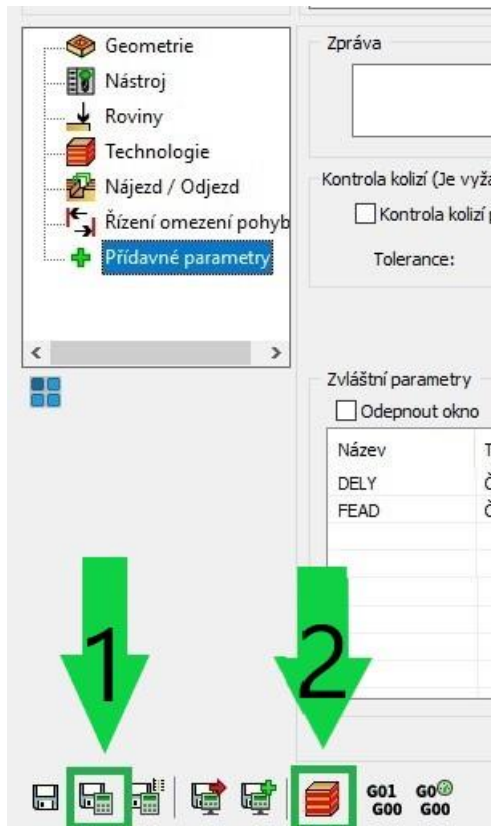 Geometrie
Nástroj
Roviny
Technologie
Nájezd / Odjezd
Řízení omezení pohyb
Přídavné parametry
Zpráva
Kontrola kolizí (Je vyža
Kontrola kolizí p
Tolerance:
Zvláštní parametry
Odepnout okno
Název T
DELY Č
FEAD Č
1
2
G01 G0
G00 G00